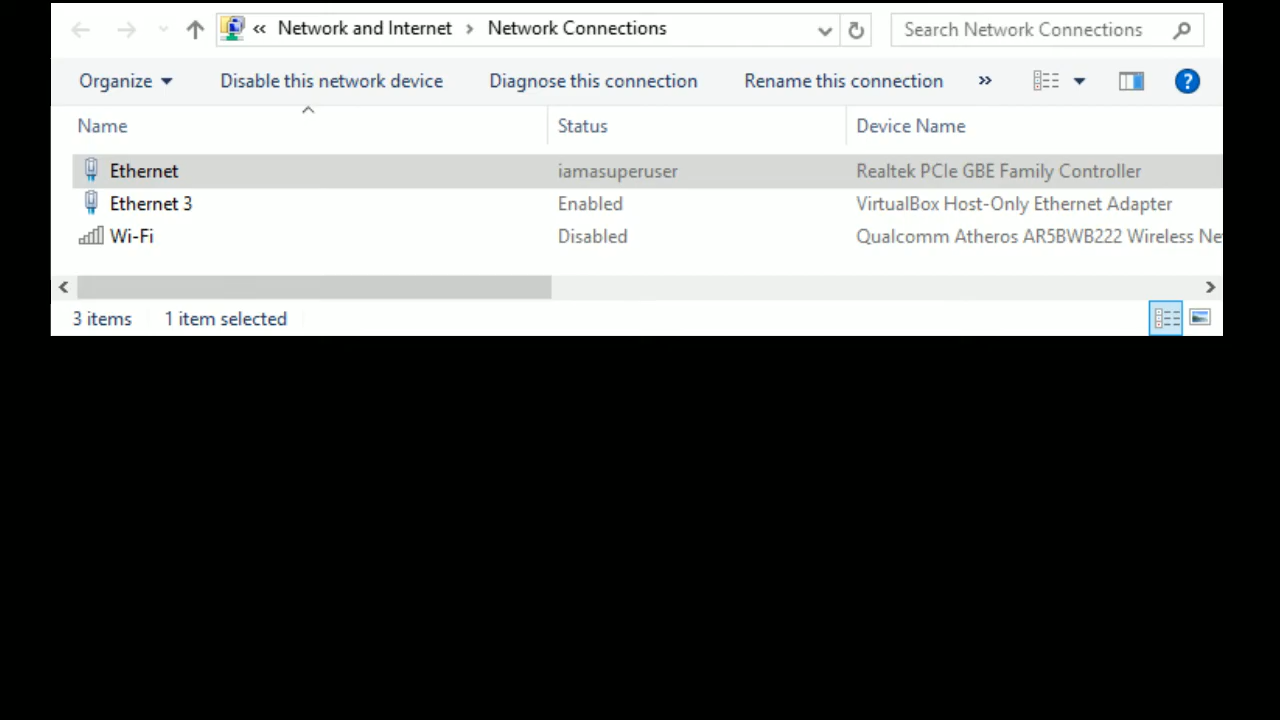 « Network and Internet > Network Connections Search Network Connections
Organize Disable this network device Diagnose this connection Rename this connection »
Name Status Device Name
Ethernet iamasuperuser Realtek PCIe GBE Family Controller
Ethernet 3 Enabled VirtualBox Host-Only Ethernet Adapter
Wi-Fi Disabled Qualcomm Atheros AR5BWB222 Wireless Ne
3 items 1 item selected